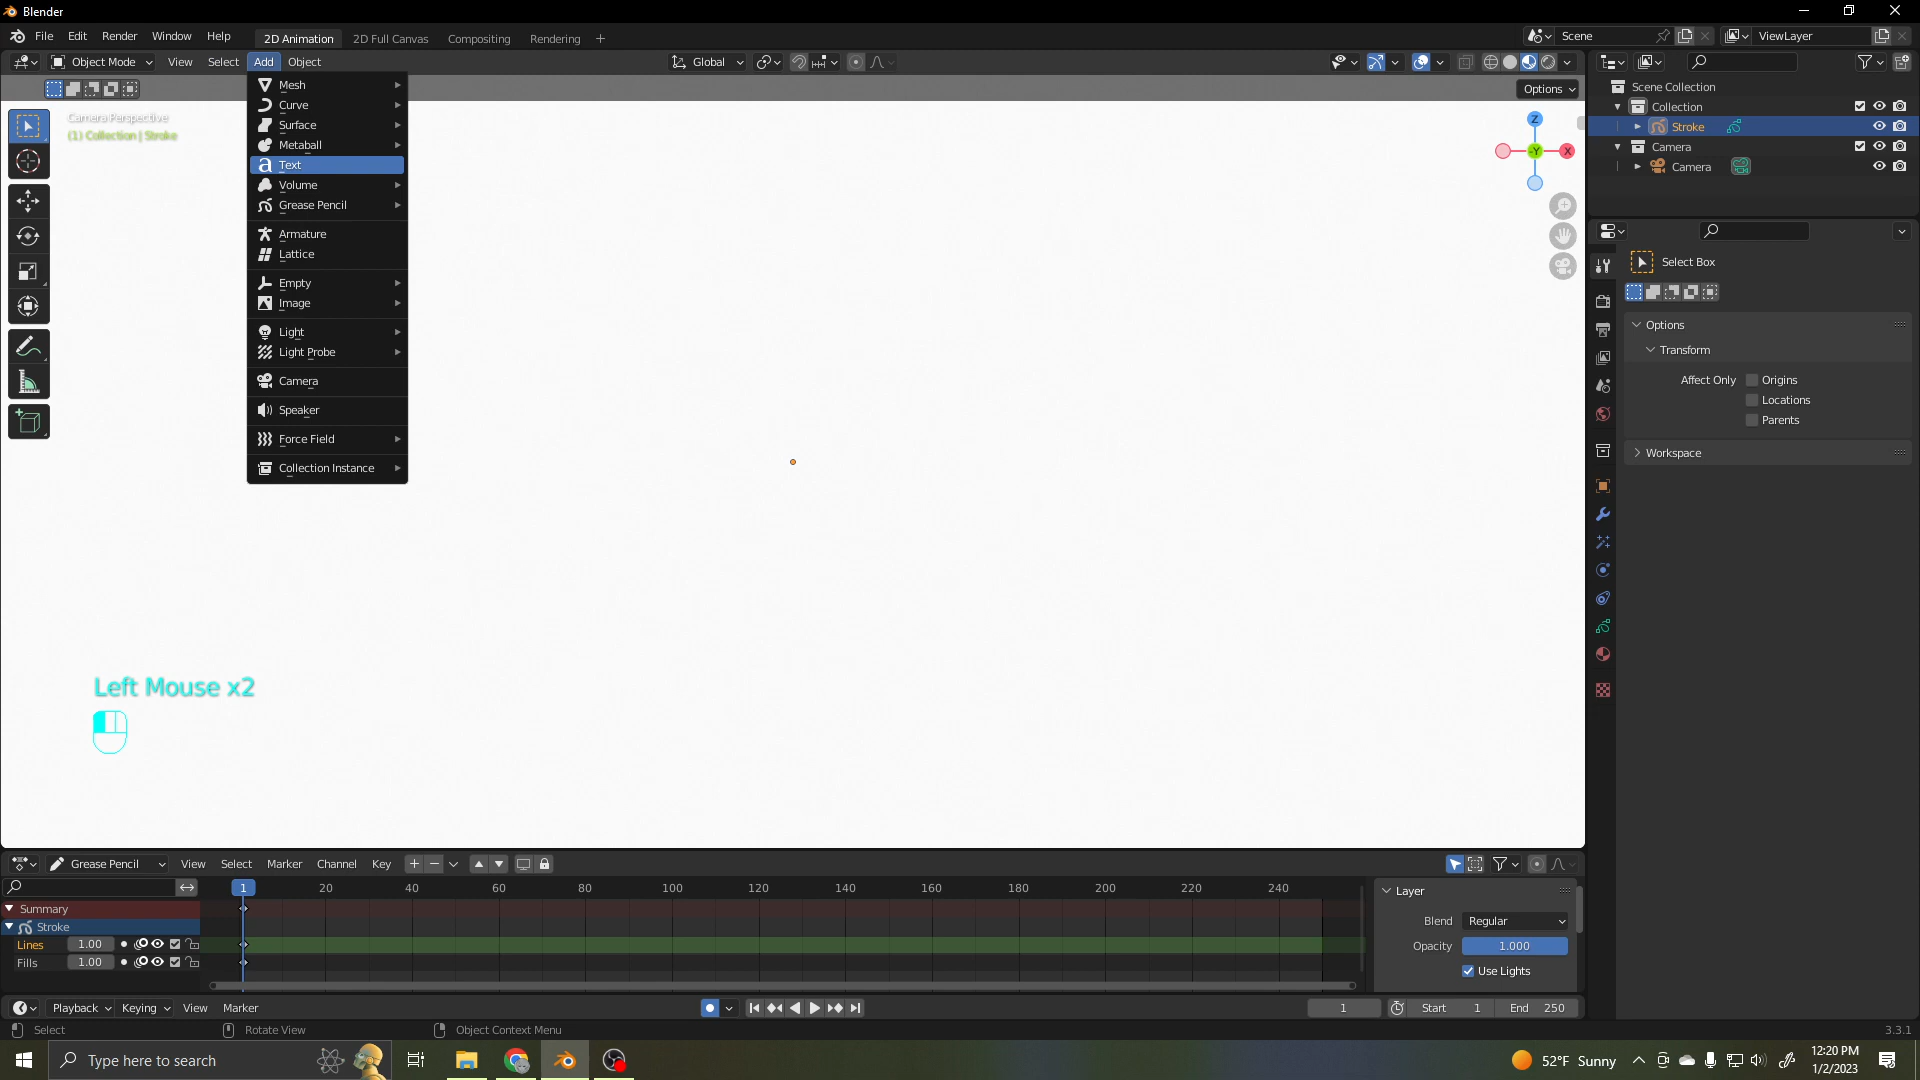 Blender
File Edit Render Window Help 2D Animation 2D Full Canvas Compositing Rendering + Scene ViewLayer
Object Mode View Select Add Object Global
Options
Camera Perspective
(1) Collection | Stroke
Mesh
Curve
Surface
Metaball
Text
Volume
Grease Pencil
Armature
Lattice
Empty
Image
Light
Light Probe
Camera
Speaker
Force Field
Collection Instance
Z
-Y
X
Scene Collection
Collection
Stroke
Camera
Camera
Select Box
Options
Transform
Affect Only Origins
Locations
Parents
Workspace
Left Mouse x2
Grease Pencil View Select Marker Channel Key
1 20 40 60 80 100 120 140 160 180 200 220 240
Summary
Stroke
Lines 1.00
Fills 1.00
Layer
Blend Regular
Opacity 1.000
Use Lights
Playback Keying View Marker 1 Start 1 End 250
Select Rotate View Object Context Menu 3.3.1
Type here to search 52°F Sunny 12:20 PM
1/2/2023